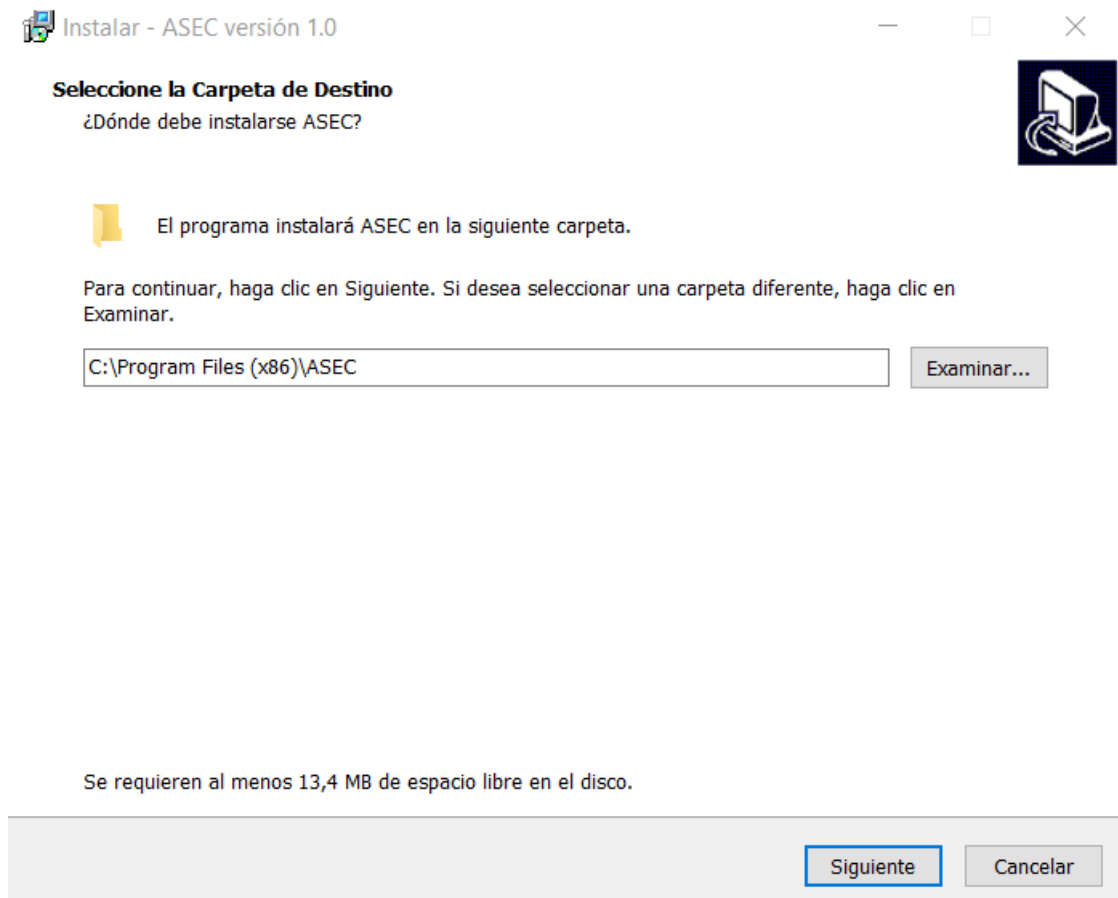 Instalar - ASEC versión 1.0
Seleccione la Carpeta de Destino
¿Dónde debe instalarse ASEC?
El programa instalará ASEC en la siguiente carpeta.
Para continuar, haga clic en Siguiente. Si desea seleccionar una carpeta diferente, haga clic en
Examinar.
C:\Program Files (x86)\ASEC
Examinar...
Se requieren al menos 13,4 MB de espacio libre en el disco.
Siguiente
Cancelar